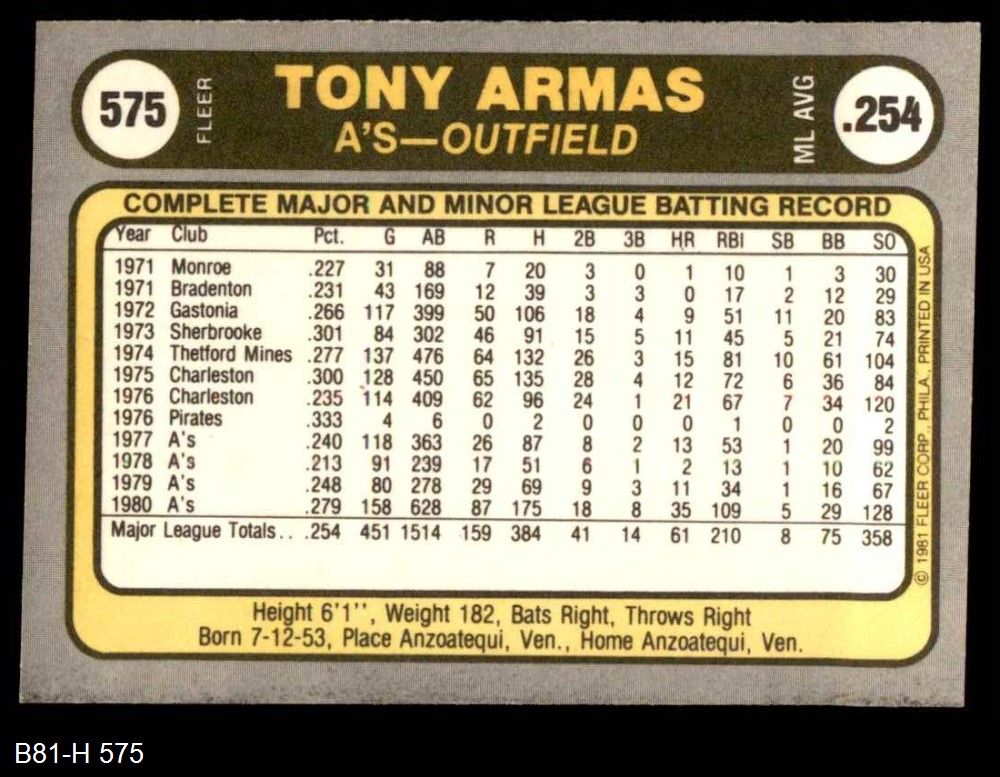 575 FLEER TONY ARMAS ML AVG .254
A'S—OUTFIELD
COMPLETE MAJOR AND MINOR LEAGUE BATTING RECORD
Year Club Pct. G AB R H 2B 3B HR RBI SB BB SO
1971 Monroe .227 31 88 7 20 3 0 1 10 1 3 30
1971 Bradenton .231 43 169 12 39 3 3 0 17 2 12 29
1972 Gastonia .266 117 399 50 106 18 4 9 51 11 20 83
1973 Sherbrooke .301 84 302 46 91 15 5 11 45 5 21 74
1974 Thetford Mines .277 137 476 64 132 26 3 15 81 10 61 104
1975 Charleston .300 128 450 65 135 28 4 12 72 6 36 84
1976 Charleston .235 114 409 62 96 24 1 21 67 7 34 120
1976 Pirates .333 4 6 0 2 0 0 0 1 0 0 2
1977 A's .240 118 363 26 87 8 2 13 53 1 20 99
1978 A's .213 91 239 17 51 6 1 2 13 1 10 62
1979 A's .248 80 278 29 69 9 3 11 34 1 16 67
1980 A's .279 158 628 87 175 18 8 35 109 5 29 128
Major League Totals.. .254 451 1514 159 384 41 14 61 210 8 75 358
Height 6'1'', Weight 182, Bats Right, Throws Right
Born 7-12-53, Place Anzoatequi, Ven., Home Anzoatequi, Ven.
© 1981 FLEER CORP., PHILA., PRINTED IN USA
B81-H 575